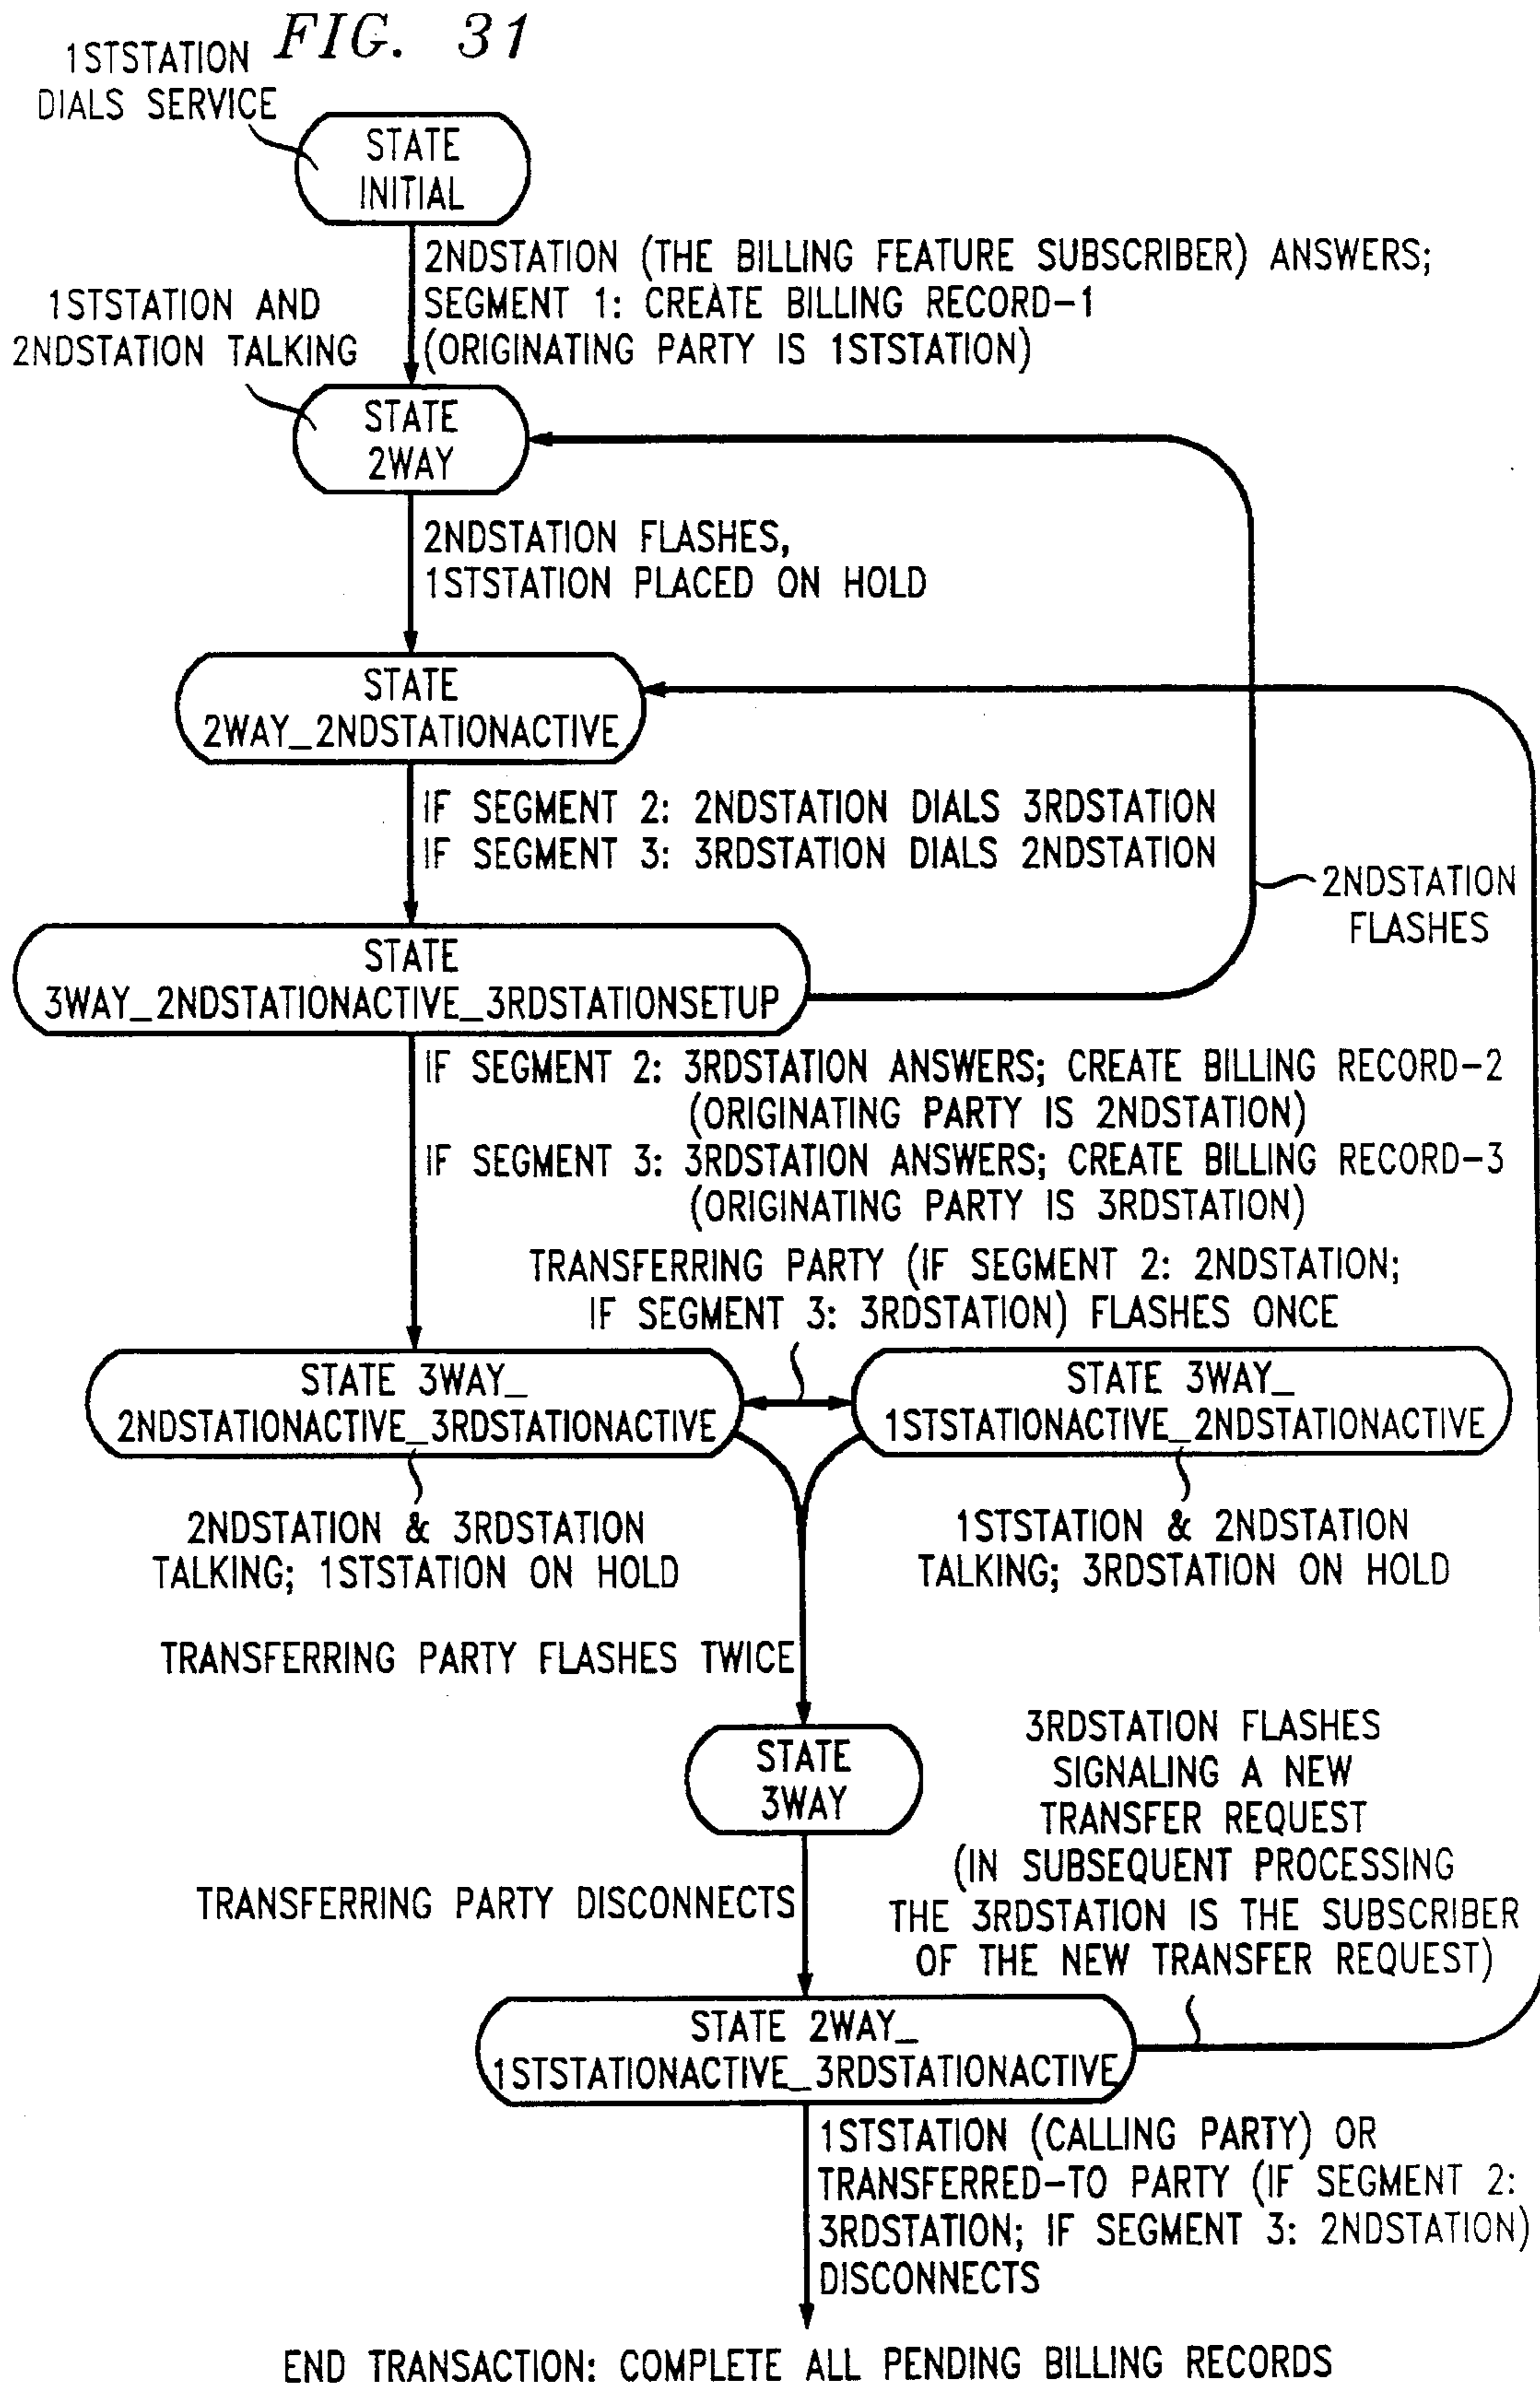 FIG. 31
1STSTATION
DIALS SERVICE
STATE
INITIAL
2NDSTATION (THE BILLING FEATURE SUBSCRIBER) ANSWERS;
SEGMENT 1: CREATE BILLING RECORD-1
(ORIGINATING PARTY IS 1STSTATION)
1STSTATION AND
2NDSTATION TALKING
STATE
2WAY
2NDSTATION FLASHES,
1STSTATION PLACED ON HOLD
STATE
2WAY_2NDSTATIONACTIVE
IF SEGMENT 2: 2NDSTATION DIALS 3RDSTATION
IF SEGMENT 3: 3RDSTATION DIALS 2NDSTATION
2NDSTATION
FLASHES
STATE
3WAY_2NDSTATIONACTIVE_3RDSTATIONSETUP
IF SEGMENT 2: 3RDSTATION ANSWERS; CREATE BILLING RECORD-2
(ORIGINATING PARTY IS 2NDSTATION)
IF SEGMENT 3: 3RDSTATION ANSWERS; CREATE BILLING RECORD-3
(ORIGINATING PARTY IS 3RDSTATION)
TRANSFERRING PARTY (IF SEGMENT 2: 2NDSTATION;
IF SEGMENT 3: 3RDSTATION) FLASHES ONCE
STATE 3WAY_
2NDSTATIONACTIVE_3RDSTATIONACTIVE
STATE 3WAY_
1STSTATIONACTIVE_2NDSTATIONACTIVE
2NDSTATION & 3RDSTATION
TALKING; 1STSTATION ON HOLD
1STSTATION & 2NDSTATION
TALKING; 3RDSTATION ON HOLD
TRANSFERRING PARTY FLASHES TWICE
STATE
3WAY
3RDSTATION FLASHES
SIGNALING A NEW
TRANSFER REQUEST
(IN SUBSEQUENT PROCESSING
THE 3RDSTATION IS THE SUBSCRIBER
OF THE NEW TRANSFER REQUEST)
TRANSFERRING PARTY DISCONNECTS
STATE 2WAY_
1STSTATIONACTIVE_3RDSTATIONACTIVE
1STSTATION (CALLING PARTY) OR
TRANSFERRED-TO PARTY (IF SEGMENT 2:
3RDSTATION; IF SEGMENT 3: 2NDSTATION)
DISCONNECTS
END TRANSACTION: COMPLETE ALL PENDING BILLING RECORDS